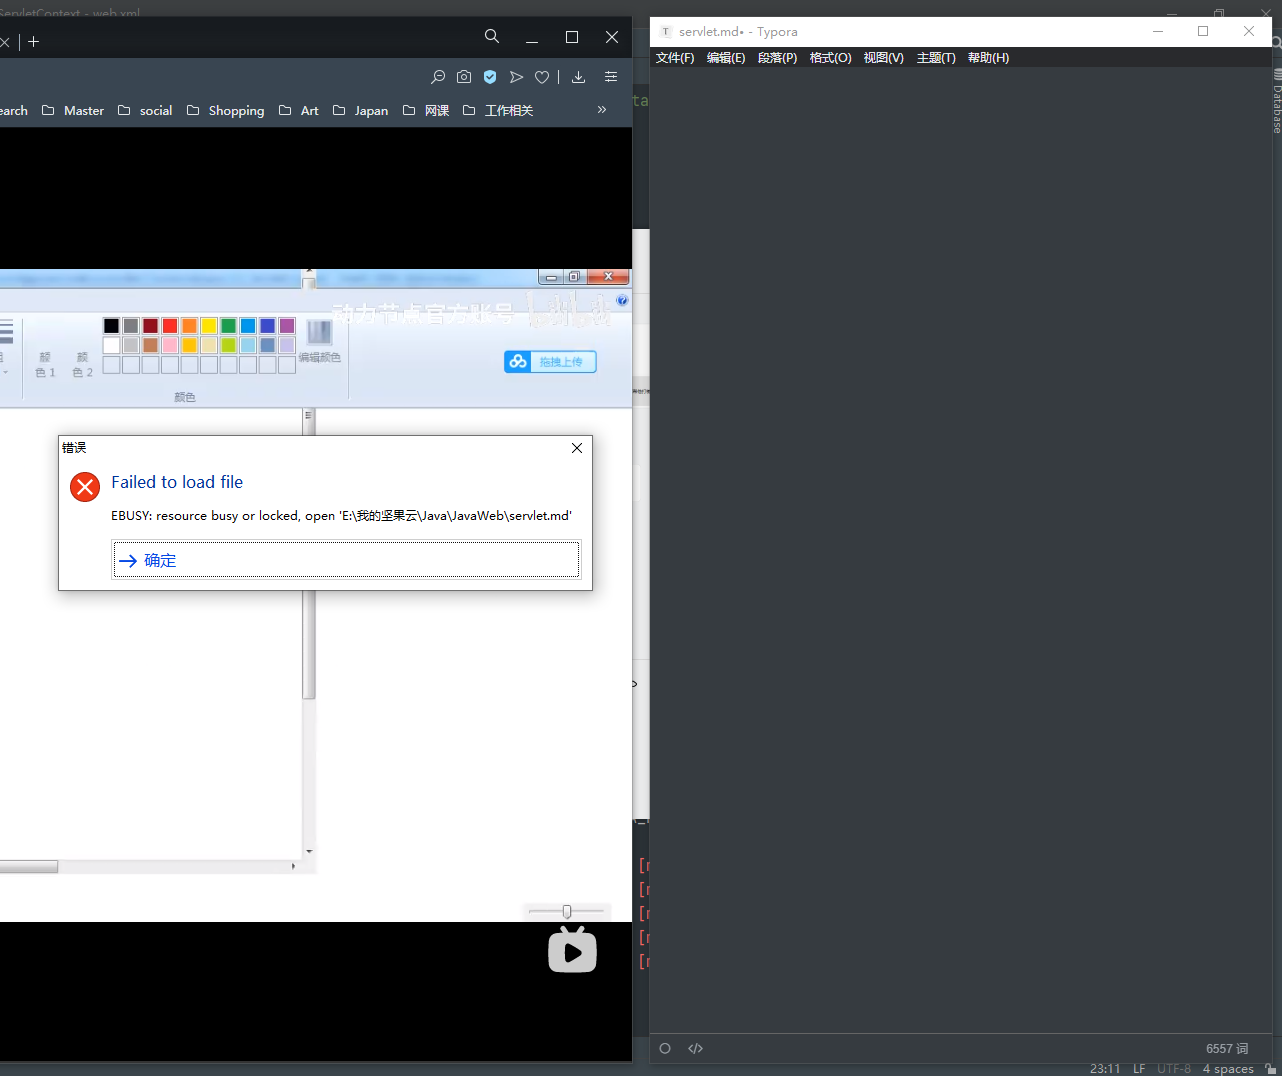 ServletContext - web.xml
earch Master social Shopping Art Japan 网课 工作相关 »
动力节点官方账号 bilibili
编辑颜色
颜
色 1
颜
色 2
颜色
拖拽上传
错误
Failed to load file
EBUSY: resource busy or locked, open 'E:\我的坚果云\Java\JavaWeb\servlet.md'
确定
servlet.md• - Typora
文件(F) 编辑(E) 段落(P) 格式(O) 视图(V) 主题(T) 帮助(H)
ta
Database
6557 词
23:11 LF UTF-8 4 spaces